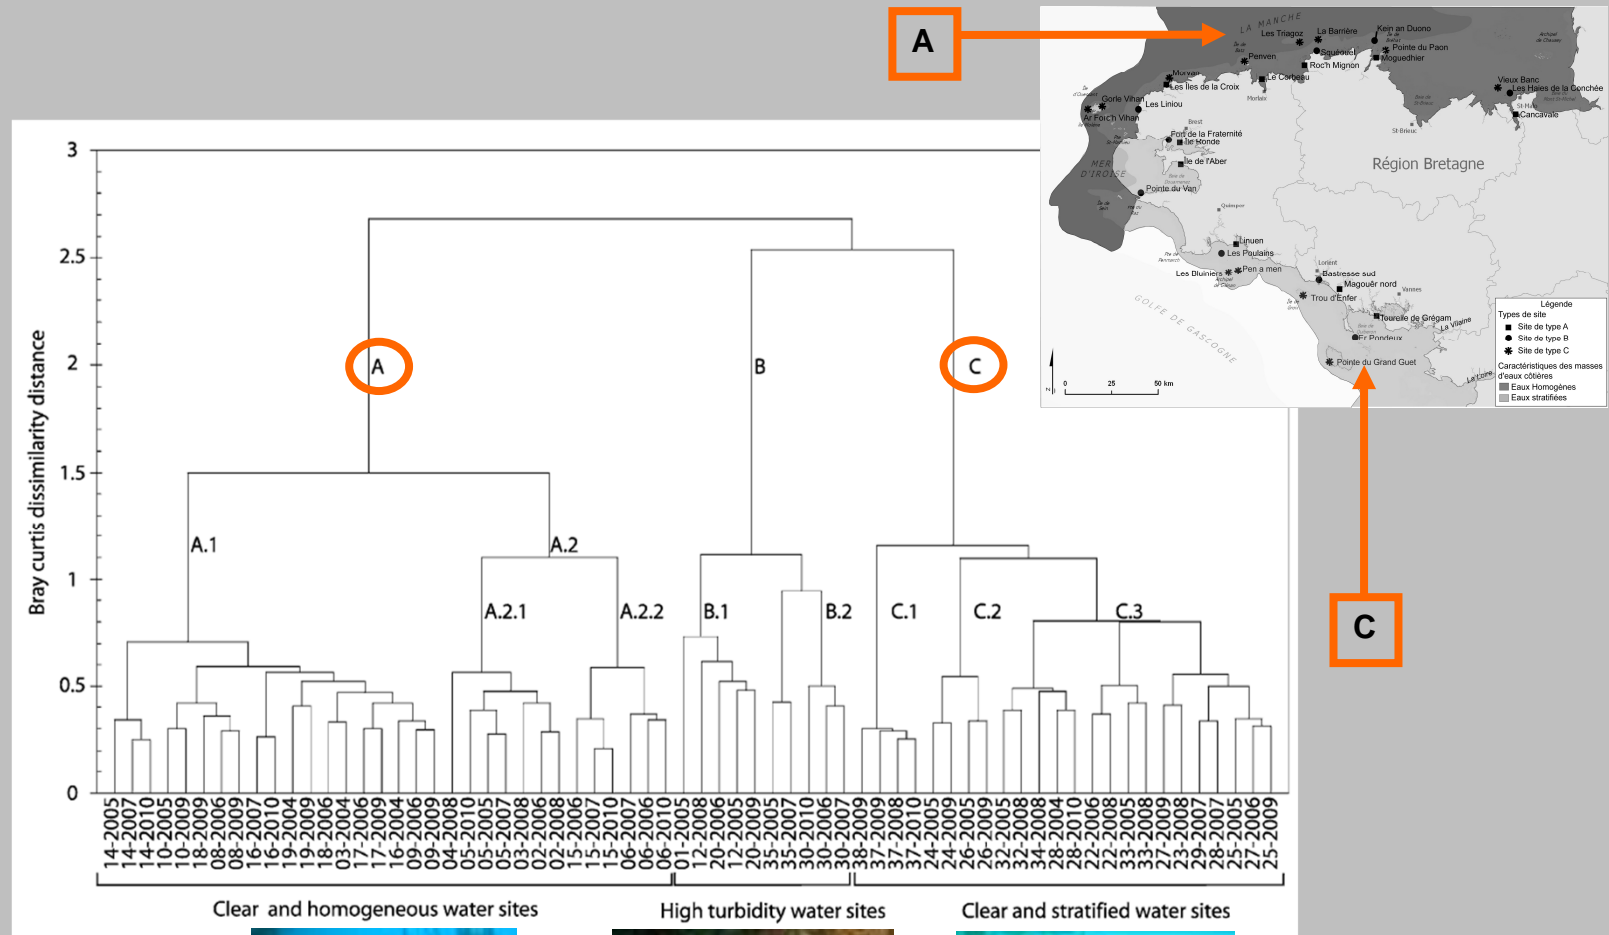 A
LA MANCHE
Les Triagoz
La Barrière
Kein an Duono
Squéouel
Pointe du Paon
Penven
Roc'h Mignon
Moguedhier
Morvan
Le Corbeau
Morlaix
Les Iles de la Croix
Vieux Banc
Les Haies de la Conchée
St-Malo
Cancavale
Gorle Vihan
Les Liniou
Ar Forc'h Vihan
St-Brieuc
Brest
Fort de la Fraternité
Ile Ronde
Île de l'Aber
MER
D'IROISE
Région Bretagne
Pointe du Van
Quimper
Linuen
Les Poulains
Les Bluiniers
Pen a men
Lorient
Bastresse sud
Magouër nord
Vannes
Trou d'Enfer
Tourelle de Grégam
La Vilaine
Er Pondeux
Pointe du Grand Guet
La Loire
GOLFE DE GASCOGNE
0 25 50 km
Légende
Types de site
Site de type A
Site de type B
Site de type C
Caractéristiques des masses
d'eaux côtières
Eaux Homogènes
Eaux stratifiées
C
Bray curtis dissimilarity distance
3
2.5
2
1.5
1
0.5
0
A
B
C
A.1
A.2
A.2.1
A.2.2
B.1
B.2
C.1
C.2
C.3
14-2005
14-2007
14-2010
10-2005
10-2009
18-2009
08-2006
08-2009
16-2007
16-2010
19-2004
19-2009
18-2006
03-2004
17-2006
17-2009
16-2004
09-2006
09-2009
04-2008
05-2010
05-2005
05-2007
03-2008
02-2006
02-2008
15-2006
15-2007
15-2010
06-2007
06-2006
06-2010
01-2005
12-2008
20-2006
12-2005
20-2009
35-2005
35-2007
30-2010
30-2006
30-2007
38-2009
37-2009
37-2007
37-2010
24-2005
24-2009
26-2005
26-2009
32-2005
32-2008
34-2008
28-2004
28-2010
22-2006
22-2008
33-2005
33-2008
27-2009
23-2008
29-2007
28-2007
25-2005
27-2006
25-2009
Clear and homogeneous water sites
High turbidity water sites
Clear and stratified water sites